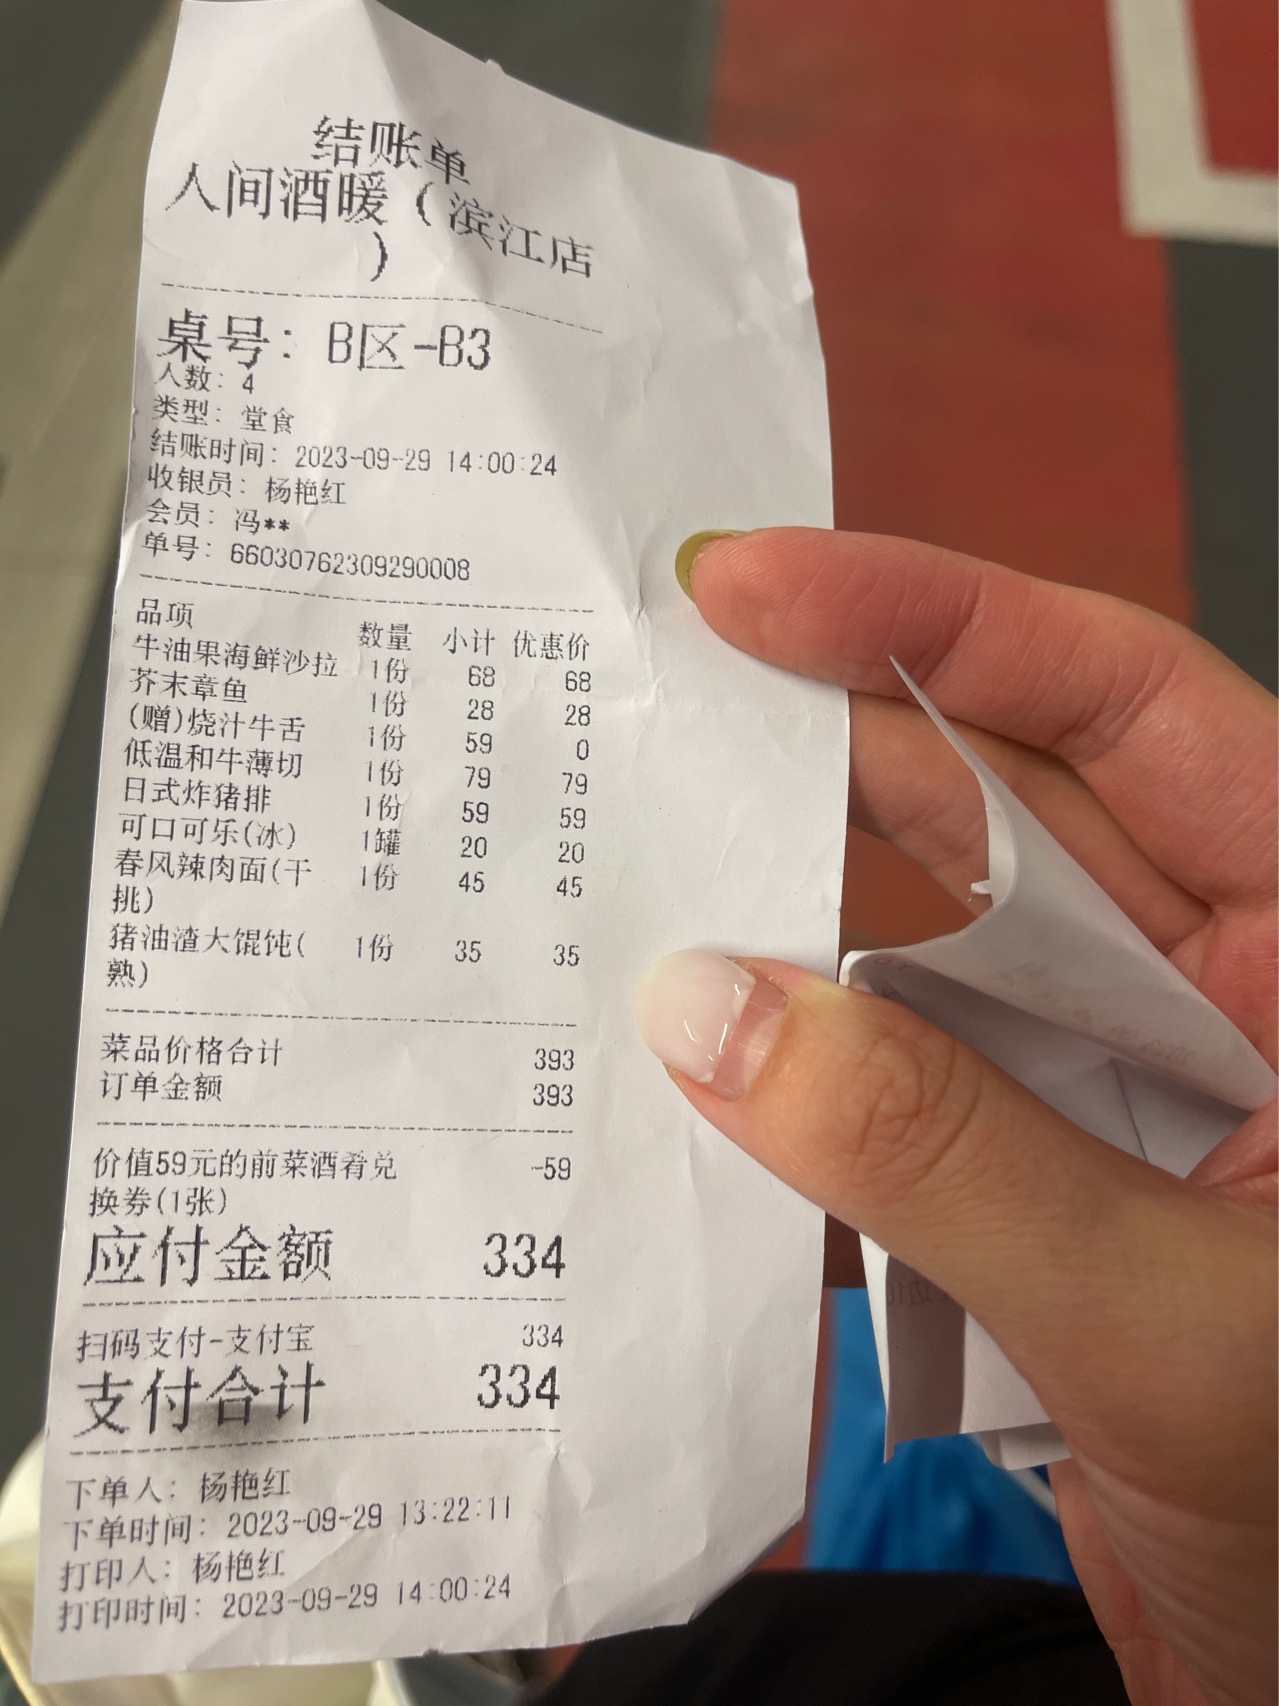 结账单
人间酒暖(滨江店
)
桌号: B区-B3
人数: 4
类型: 堂食
结账时间: 2023-09-29 14:00:24
收银员: 杨艳红
会员: 冯**
单号: 66030762309290008
品项 数量 小计 优惠价
牛油果海鲜沙拉 1份 68 68
芥末章鱼 1份 28 28
(赠)烧汁牛舌 1份 59 0
低温和牛薄切 1份 79 79
日式炸猪排 1份 59 59
可口可乐(冰) 1罐 20 20
春风辣肉面(干 1份 45 45
挑)
猪油渣大馄饨( 1份 35 35
熟)
菜品价格合计 393
订单金额 393
价值59元的前菜酒肴兑 -59
换券(1张)
应付金额 334
扫码支付-支付宝 334
支付合计 334
下单人: 杨艳红
下单时间: 2023-09-29 13:22:11
打印人: 杨艳红
打印时间: 2023-09-29 14:00:24